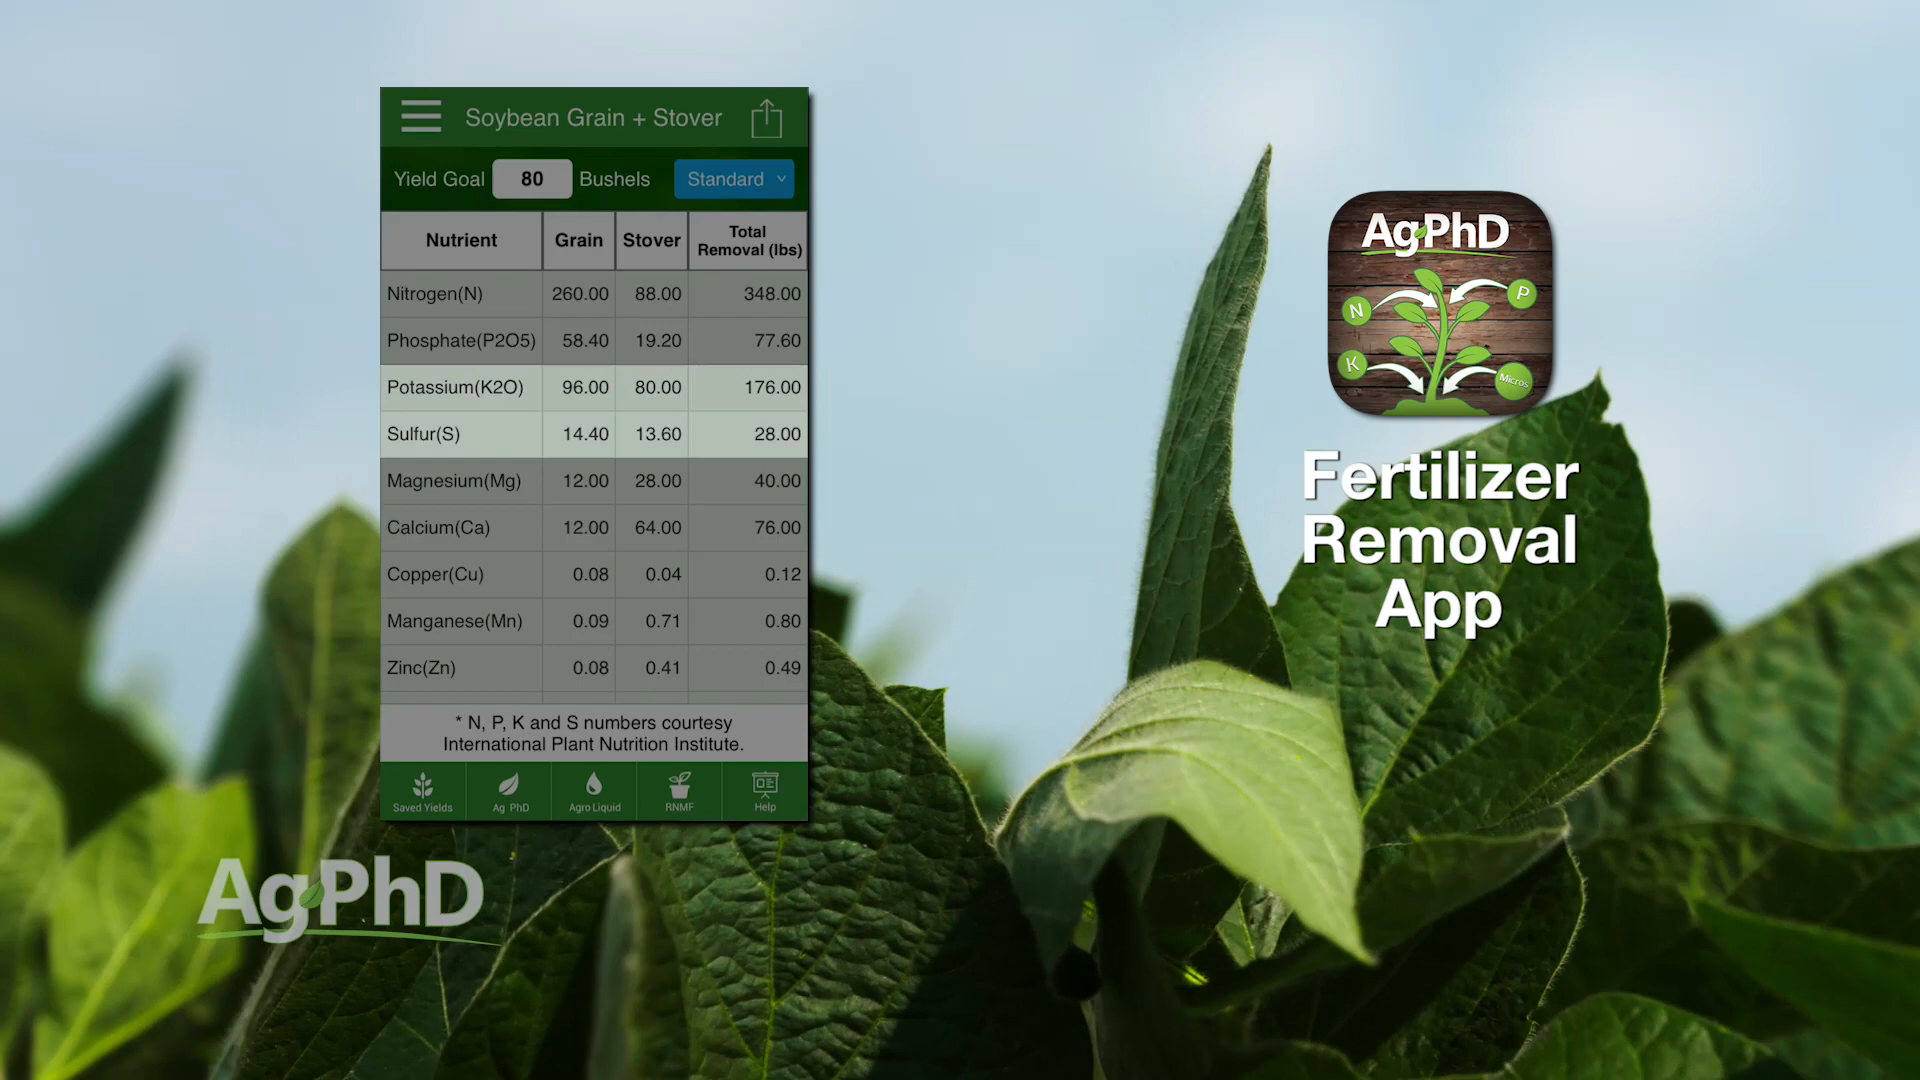 Soybean Grain + Stover
Yield Goal 80 Bushels Standard
Nutrient Grain Stover Total Removal (lbs)
Nitrogen(N) 260.00 88.00 348.00
Phosphate(P2O5) 58.40 19.20 77.60
Potassium(K2O) 96.00 80.00 176.00
Sulfur(S) 14.40 13.60 28.00
Magnesium(Mg) 12.00 28.00 40.00
Calcium(Ca) 12.00 64.00 76.00
Copper(Cu) 0.08 0.04 0.12
Manganese(Mn) 0.09 0.71 0.80
Zinc(Zn) 0.08 0.41 0.49
* N, P, K and S numbers courtesy
International Plant Nutrition Institute.
Saved Yields Ag PhD AgroLiquid RNMF Help
AgPhD
N P
K Micros
Fertilizer
Removal
App
AgPhD